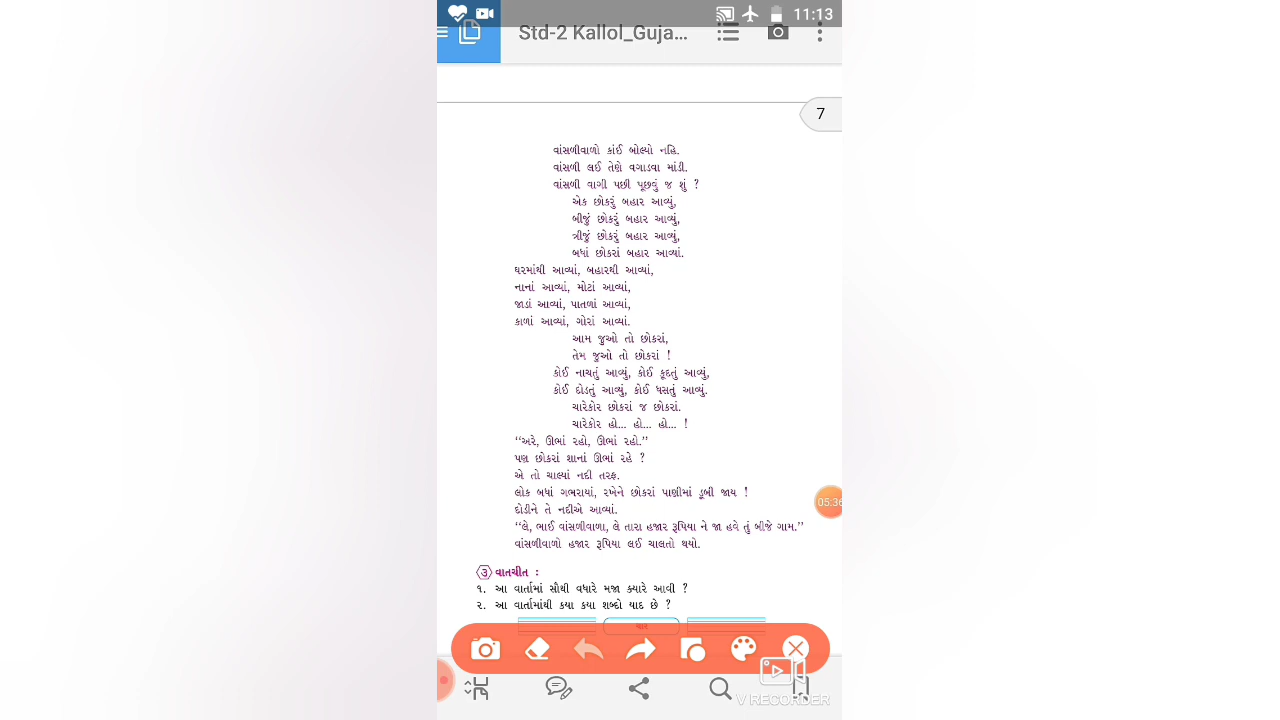 11:13
Std-2 Kallol_Guja...
7
વાંસળીવાળો કાંઈ બોલ્યો નહિ.
વાંસળી લઈ તેણે વગાડવા માંડી.
વાંસળી વાગી પછી પૂછવું જ શું ?
એક છોકરું બહાર આવ્યું,
બીજું છોકરું બહાર આવ્યું,
ત્રીજું છોકરું બહાર આવ્યું,
બધાં છોકરાં બહાર આવ્યાં.
ઘરમાંથી આવ્યાં, બહારથી આવ્યાં,
નાનાં આવ્યાં, મોટાં આવ્યાં,
જાડાં આવ્યાં, પાતળાં આવ્યાં,
કાળાં આવ્યાં, ગોરાં આવ્યાં.
આમ જુઓ તો છોકરાં,
તેમ જુઓ તો છોકરાં !
કોઈ નાચતું આવ્યું, કોઈ કૂદતું આવ્યું,
કોઈ દોડતું આવ્યું, કોઈ ધસતું આવ્યું.
ચારેકોર છોકરાં જ છોકરાં.
ચારેકોર હો... હો... હો... !
‘‘અરે, ઊભાં રહો, ઊભાં રહો.’’
પણ છોકરાં શાનાં ઊભાં રહે ?
એ તો ચાલ્યાં નદી તરફ.
લોક બધાં ગભરાયાં, રખેને છોકરાં પાણીમાં ડૂબી જાય !
દોડીને તે નદીએ આવ્યાં.
‘‘લે, ભાઈ વાંસળીવાળા, લે તારા હજાર રૂપિયા ને જા હવે તું બીજે ગામ.’’
વાંસળીવાળો હજાર રૂપિયા લઈ ચાલતો થયો.
૩ વાતચીત :
૧. આ વાર્તામાં સૌથી વધારે મજા ક્યારે આવી ?
૨. આ વાર્તામાંથી કયા કયા શબ્દો યાદ છે ?
05:36
V RECORDER